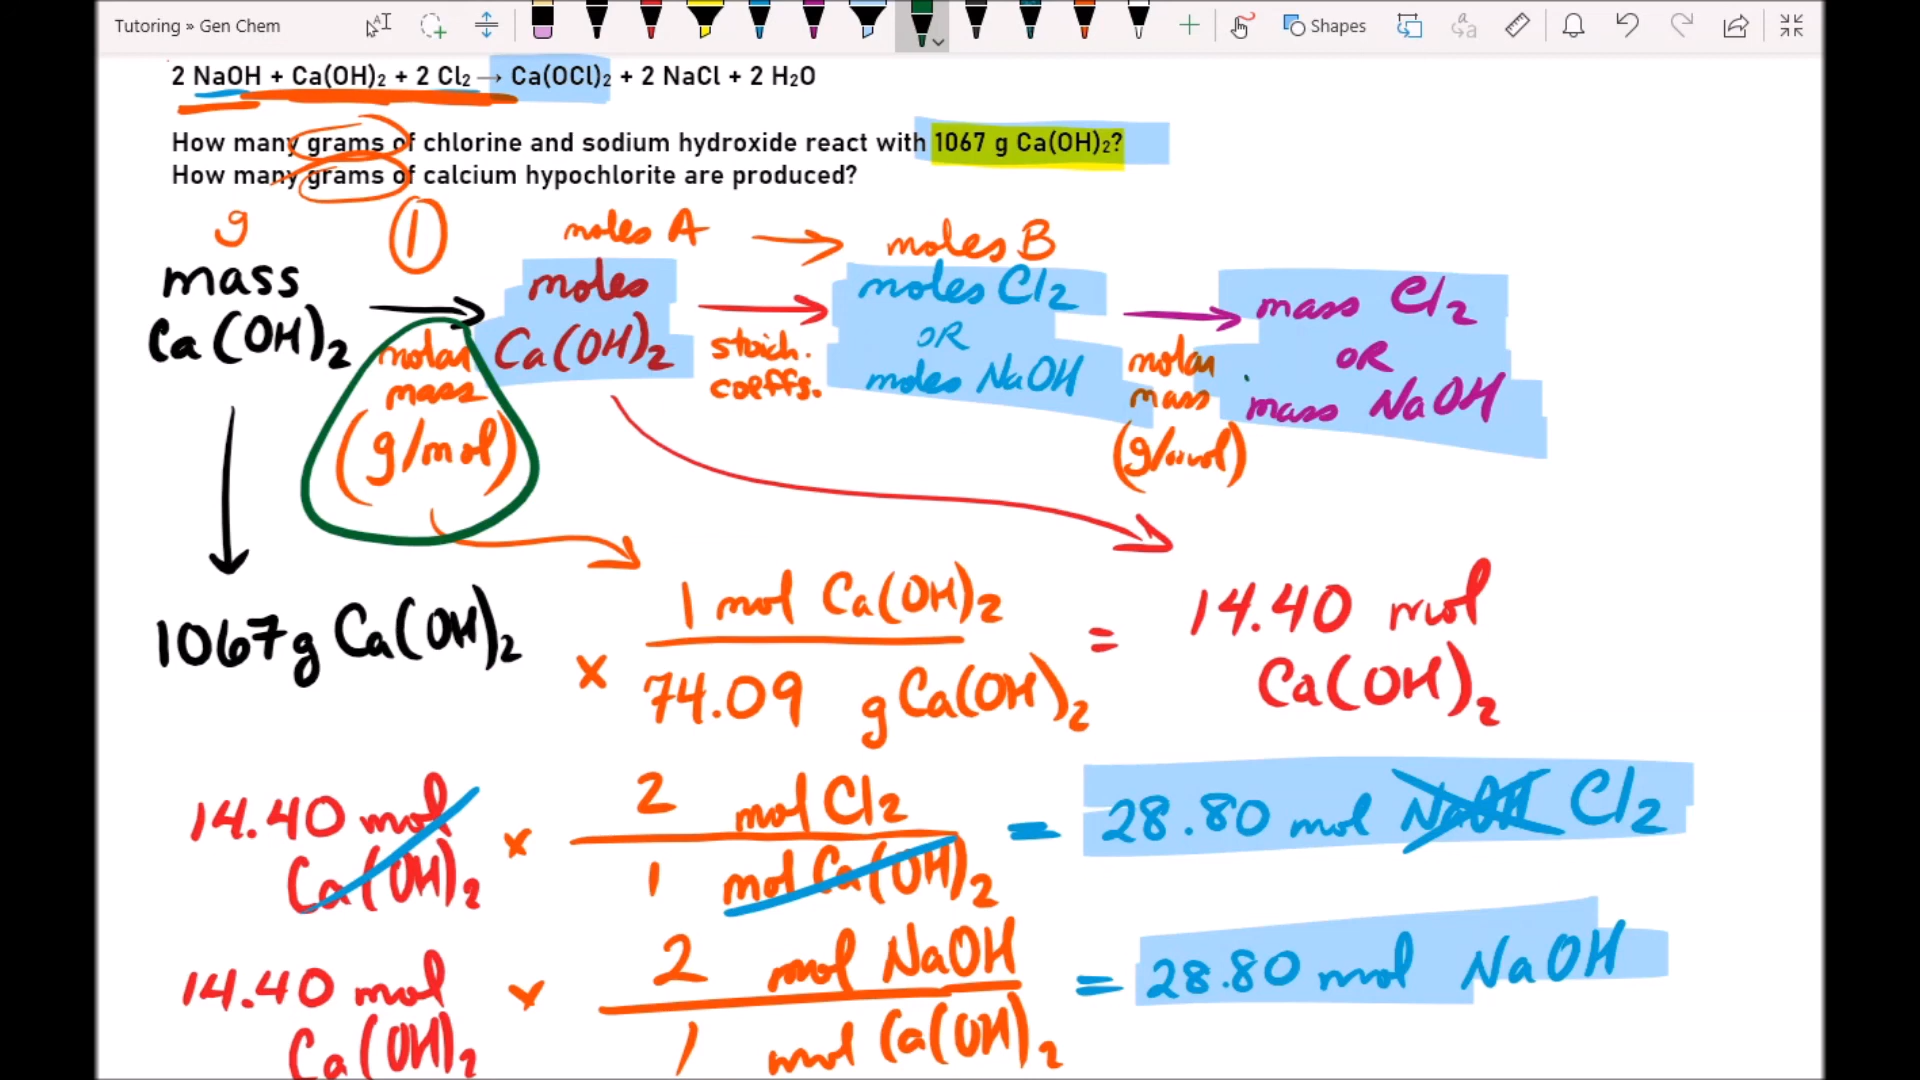 Tutoring » Gen Chem
Shapes
2 NaOH + Ca(OH)₂ + 2 Cl₂ → Ca(OCl)₂ + 2 NaCl + 2 H₂O
How many grams of chlorine and sodium hydroxide react with 1067 g Ca(OH)₂?
How many grams of calcium hypochlorite are produced?
g
1
moles A → moles B
mass
Ca(OH)₂
molar
mass
(g/mol)
moles
Ca(OH)₂
stoich.
coeffs.
moles Cl₂
OR
moles NaOH
molar
mass
(g/mol)
mass Cl₂
OR
mass NaOH
1067g Ca(OH)₂
×
1 mol Ca(OH)₂
74.09 g Ca(OH)₂
=
14.40 mol
Ca(OH)₂
14.40 mol
Ca(OH)₂
×
2 mol Cl₂
1 mol Ca(OH)₂
= 28.80 mol NaOH Cl₂
14.40 mol
Ca(OH)₂
×
2 mol NaOH
1 mol Ca(OH)₂
= 28.80 mol NaOH